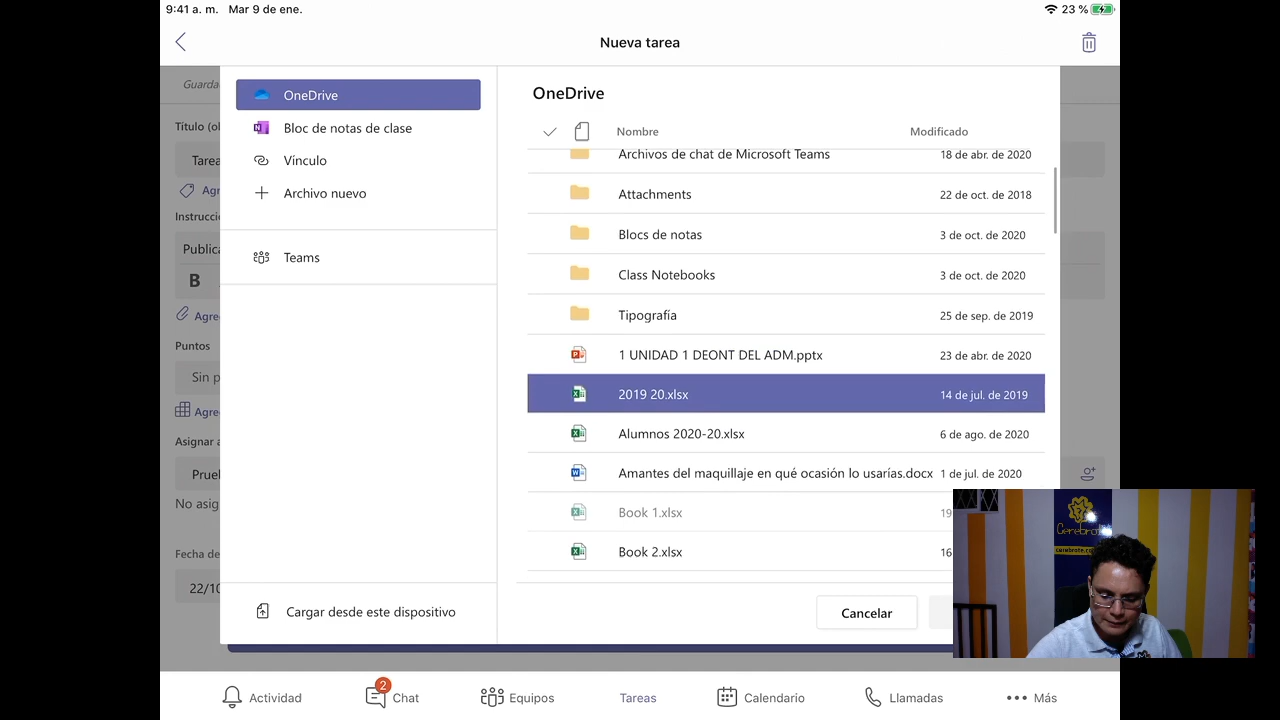 9:41 a. m. Mar 9 de ene.
23 %
Nueva tarea
Guarda
Título (ol
Tarea
Agr
Instrucci
Publica
B
Agre
Puntos
Sin p
Agre
Asignar a
Prue
No asig
Fecha de
22/10
OneDrive
Bloc de notas de clase
Vínculo
Archivo nuevo
Teams
Cargar desde este dispositivo
OneDrive
Nombre Modificado
Archivos de chat de Microsoft Teams 18 de abr. de 2020
Attachments 22 de oct. de 2018
Blocs de notas 3 de oct. de 2020
Class Notebooks 3 de oct. de 2020
Tipografía 25 de sep. de 2019
1 UNIDAD 1 DEONT DEL ADM.pptx 23 de abr. de 2020
2019 20.xlsx 14 de jul. de 2019
Alumnos 2020-20.xlsx 6 de ago. de 2020
Amantes del maquillaje en qué ocasión lo usarías.docx 1 de jul. de 2020
Book 1.xlsx 19
Book 2.xlsx 16
Cancelar
Actividad
2
Chat
Equipos
Tareas
Calendario
Llamadas
Más